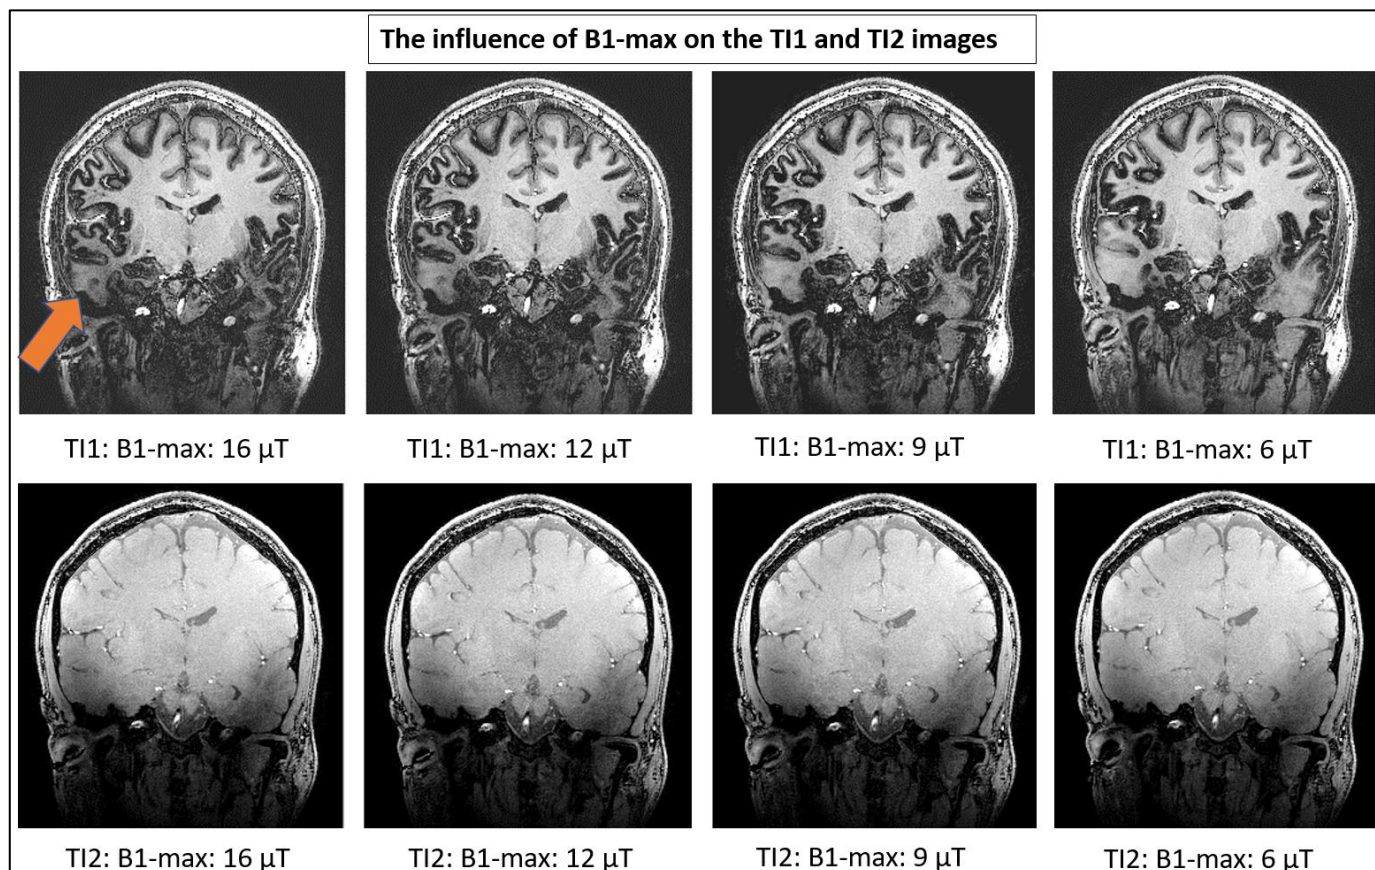 The influence of B1-max on the TI1 and TI2 images
TI1: B1-max: 16 µT
TI1: B1-max: 12 µT
TI1: B1-max: 9 µT
TI1: B1-max: 6 µT
TI2: B1-max: 16 µT
TI2: B1-max: 12 µT
TI2: B1-max: 9 µT
TI2: B1-max: 6 µT